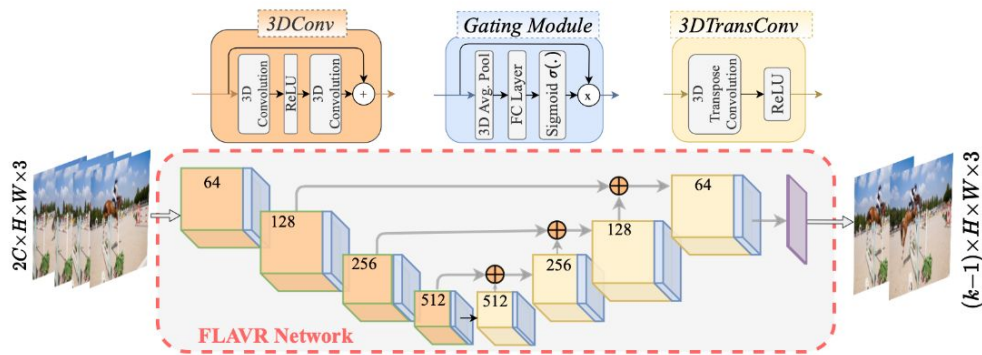 3DConv
Gating Module
3DTransConv
3D
Convolution
ReLU
3D
Convolution
+
3D Avg. Pool
FC Layer
Sigmoid σ(.)
x
3D
Transpose
Convolution
ReLU
2C×H×W×3
64
128
256
512
512
256
128
64
(k−1)×H×W×3
FLAVR Network